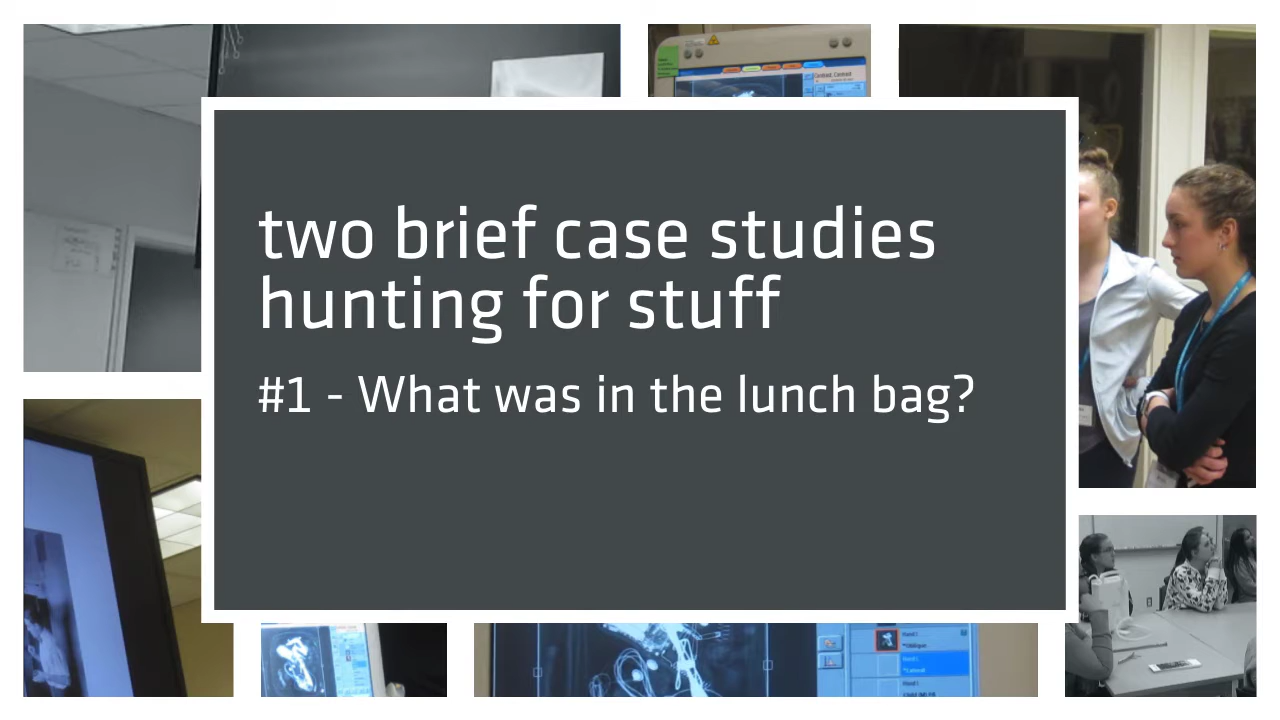 two brief case studies
hunting for stuff
#1 - What was in the lunch bag?